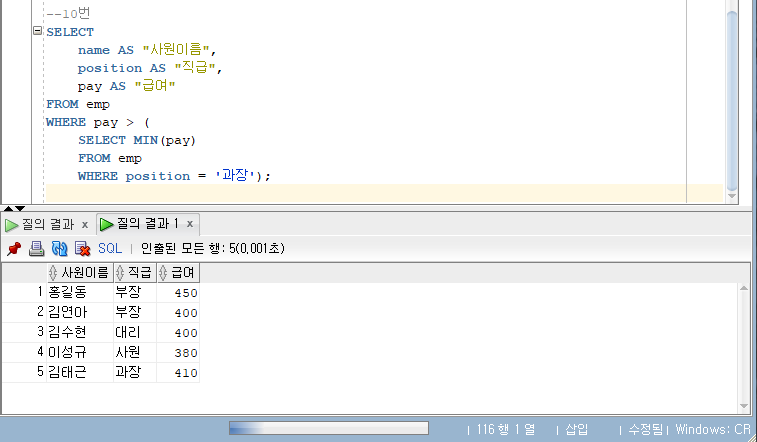 --10번
SELECT
name AS "사원이름",
position AS "직급",
pay AS "급여"
FROM emp
WHERE pay > (
SELECT MIN(pay)
FROM emp
WHERE position = '과장');
질의 결과 x 질의 결과 1 x
SQL | 인출된 모든 행: 5(0,001초)
사원이름 직급 급여
1 홍길동 부장 450
2 김연아 부장 400
3 김수현 대리 400
4 이성규 사원 380
5 김태근 과장 410
| 116 행 1 열 | 삽입 | 수정됨 | Windows: CR